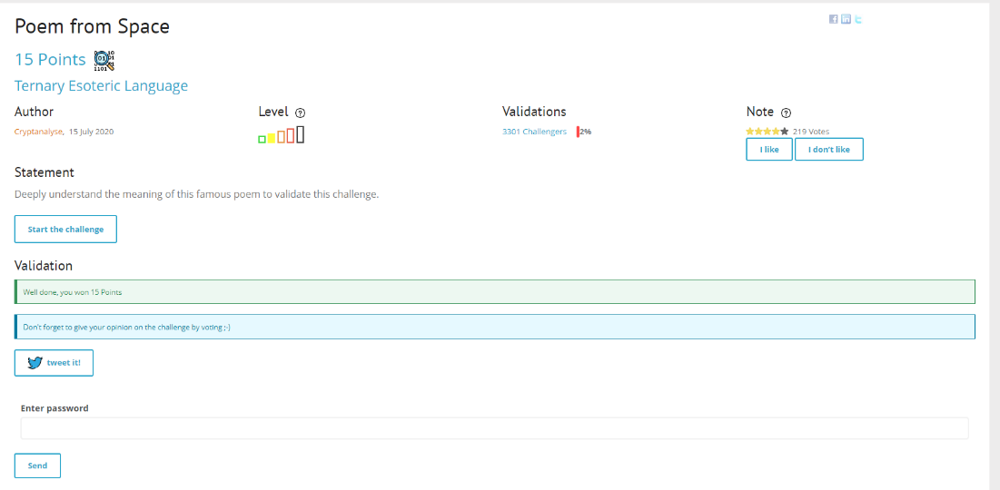 Poem from Space
15 Points
Ternary Esoteric Language
Author Level Validations Note
Cryptanalyse, 15 July 2020 3301 Challengers 2% 219 Votes
I like I don't like
Statement
Deeply understand the meaning of this famous poem to validate this challenge.
Start the challenge
Validation
Well done, you won 15 Points
Don't forget to give your opinion on the challenge by voting ;-)
tweet it!
Enter password
Send